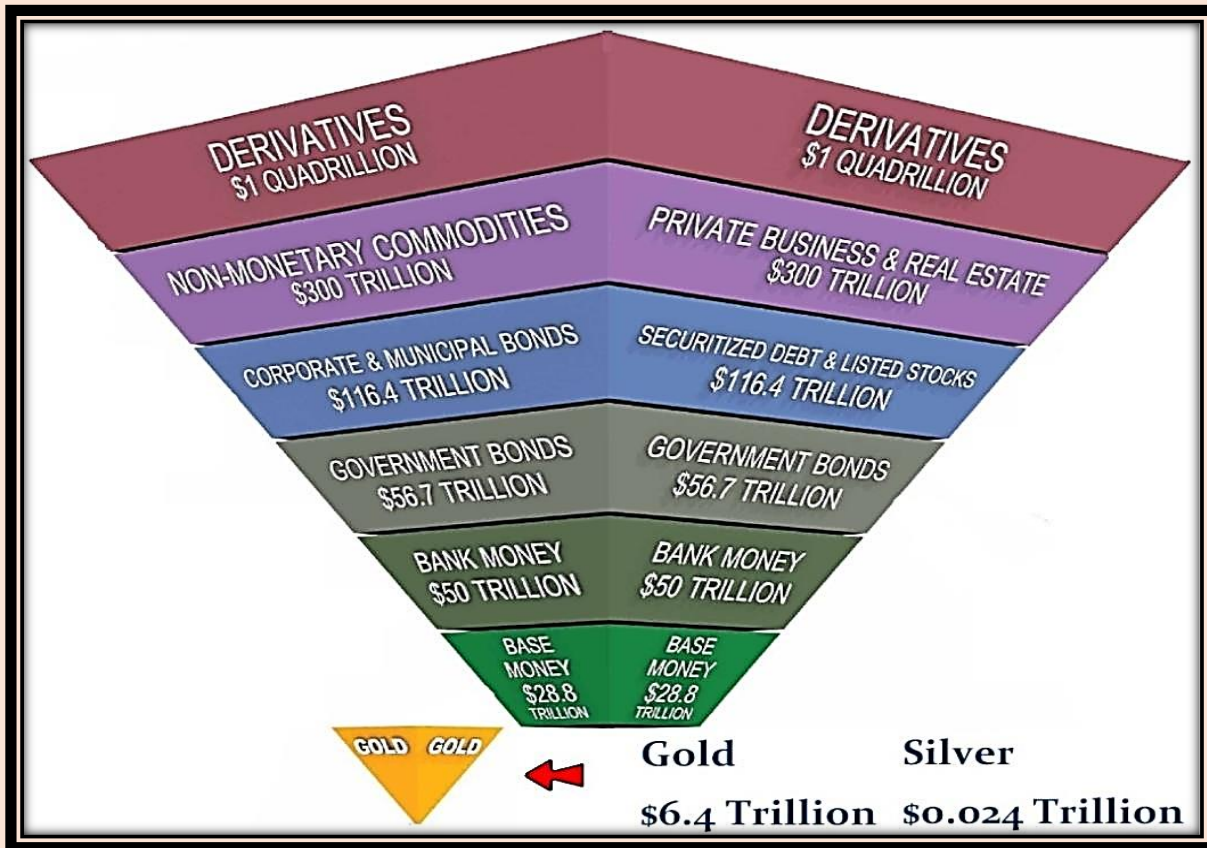 DERIVATIVES
$1 QUADRILLION
DERIVATIVES
$1 QUADRILLION
NON-MONETARY COMMODITIES
$300 TRILLION
PRIVATE BUSINESS & REAL ESTATE
$300 TRILLION
CORPORATE & MUNICIPAL BONDS
$116.4 TRILLION
SECURITIZED DEBT & LISTED STOCKS
$116.4 TRILLION
GOVERNMENT BONDS
$56.7 TRILLION
GOVERNMENT BONDS
$56.7 TRILLION
BANK MONEY
$50 TRILLION
BANK MONEY
$50 TRILLION
BASE
MONEY
$28.8
TRILLION
BASE
MONEY
$28.8
TRILLION
GOLD GOLD
Gold
$6.4 Trillion
Silver
$0.024 Trillion